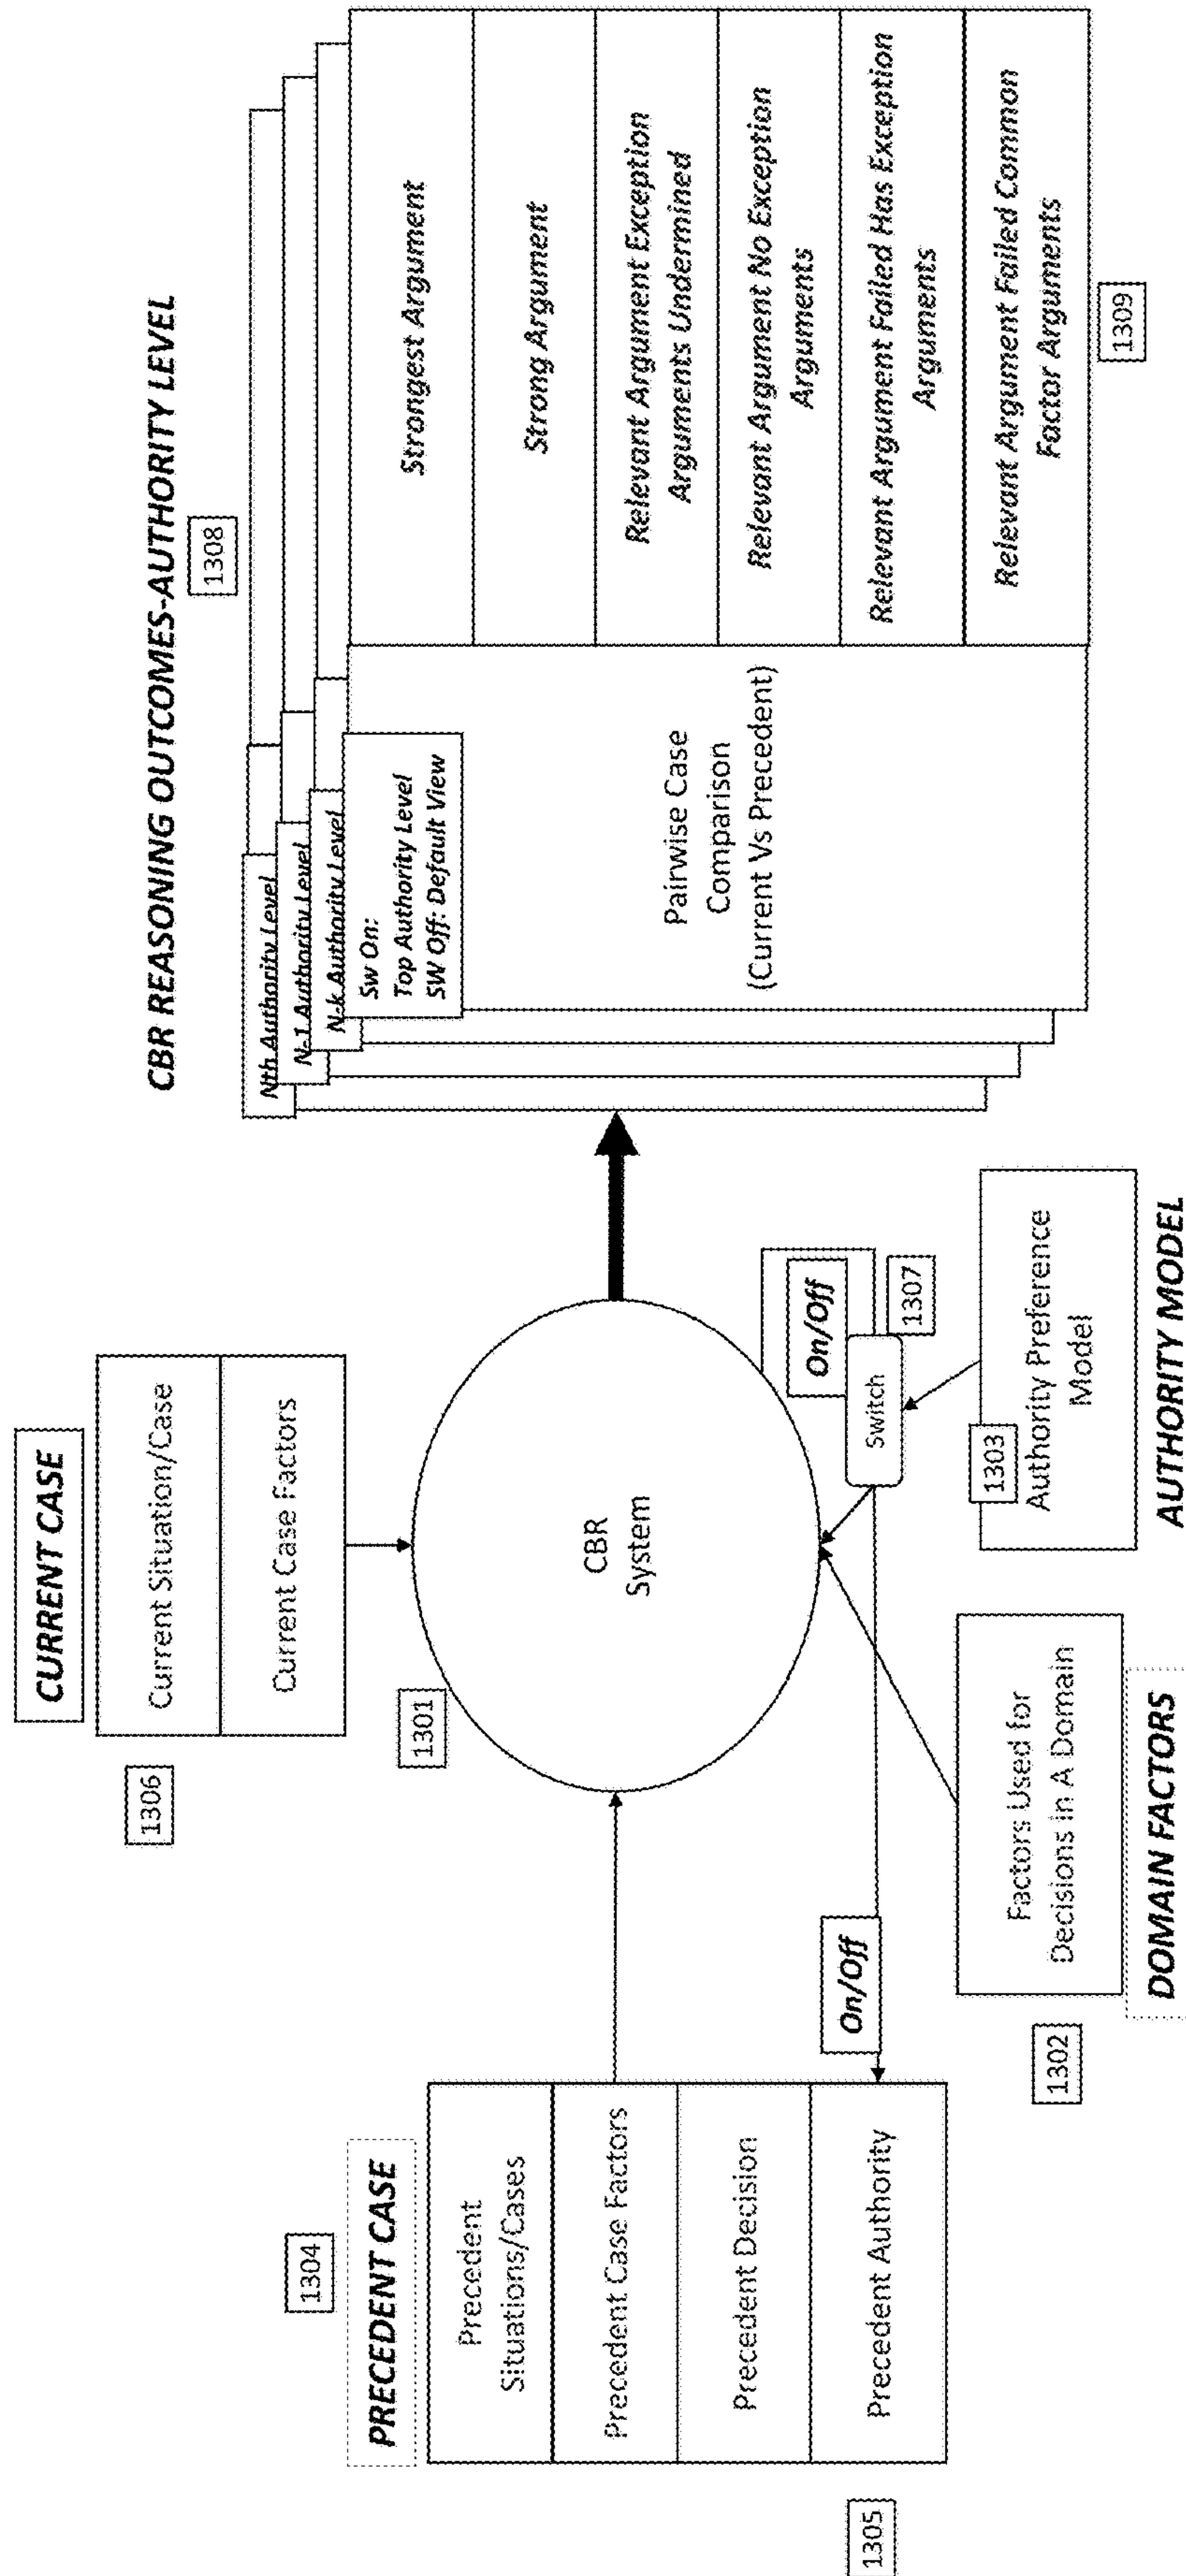 1304
PRECEDENT CASE
Precedent
Situations/Cases
Precedent Case Factors
Precedent Decision
Precedent Authority
1305
On/Off
CURRENT CASE
1306
Current Situation/Case
Current Case Factors
1301
CBR
System
1302
Factors Used for
Decisions in A Domain
DOMAIN FACTORS
On/Off
1307
Switch
1303
Authority Preference
Model
AUTHORITY MODEL
CBR REASONING OUTCOMES-AUTHORITY LEVEL
1308
Nth Authority Level
N-1 Authority Level
N-k Authority Level
Sw On:
Top Authority Level
SW Off: Default View
Pairwise Case
Comparison
(Current Vs Precedent)
Strongest Argument
Strong Argument
Relevant Argument Exception
Arguments Undermined
Relevant Argument No Exception
Arguments
Relevant Argument Failed Has Exception
Arguments
Relevant Argument Failed Common
Factor Arguments
1309